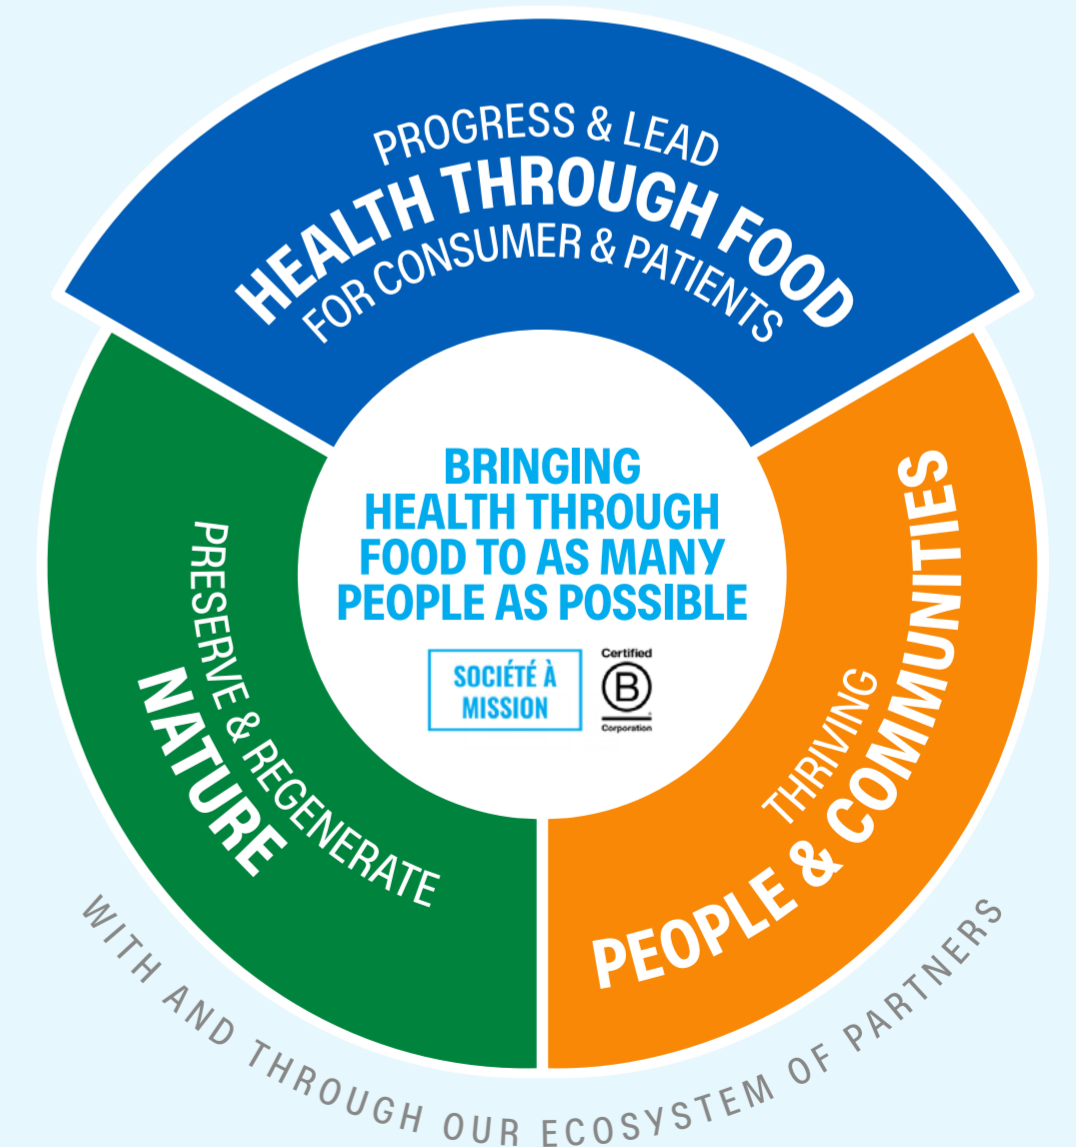 PROGRESS & LEAD
HEALTH THROUGH FOOD
FOR CONSUMER & PATIENTS
BRINGING
HEALTH THROUGH
FOOD TO AS MANY
PEOPLE AS POSSIBLE
SOCIÉTÉ À
MISSION
Certified
B
Corporation
PRESERVE & REGENERATE
NATURE
THRIVING
PEOPLE & COMMUNITIES
WITH AND THROUGH OUR ECOSYSTEM OF PARTNERS